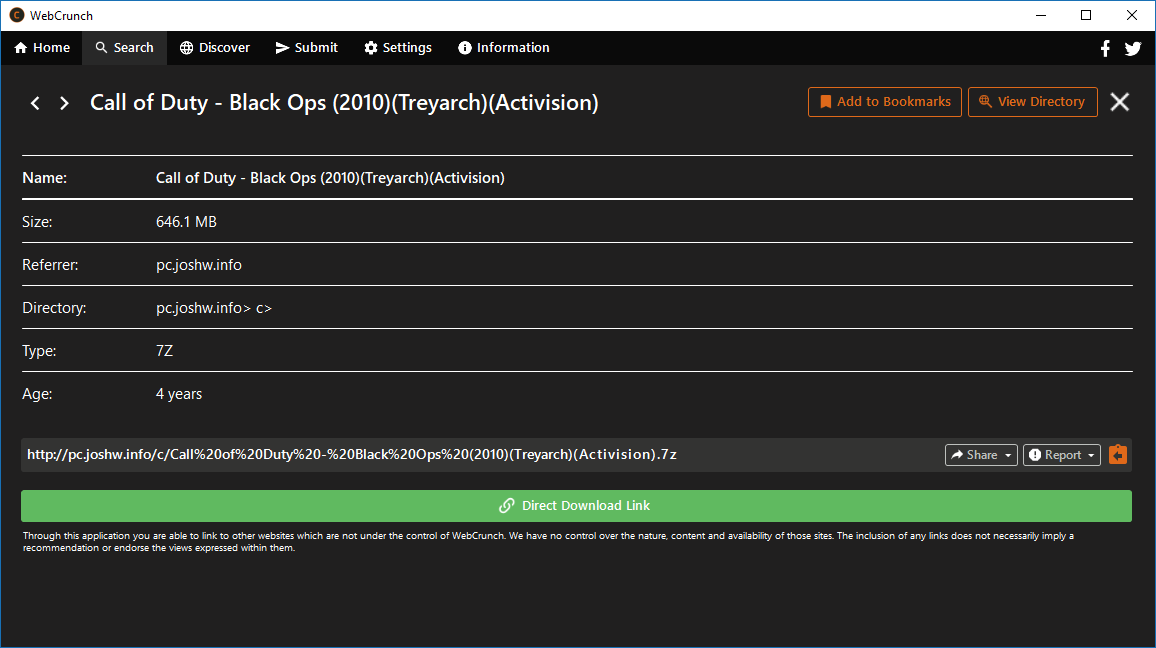 WebCrunch
Home Search Discover Submit Settings Information
Call of Duty - Black Ops (2010)(Treyarch)(Activision) Add to Bookmarks View Directory
Name: Call of Duty - Black Ops (2010)(Treyarch)(Activision)
Size: 646.1 MB
Referrer: pc.joshw.info
Directory: pc.joshw.info> c>
Type: 7Z
Age: 4 years
http://pc.joshw.info/c/Call%20of%20Duty%20-%20Black%20Ops%20(2010)(Treyarch)(Activision).7z Share Report
Direct Download Link
Through this application you are able to link to other websites which are not under the control of WebCrunch. We have no control over the nature, content and availability of those sites. The inclusion of any links does not necessarily imply a
recommendation or endorse the views expressed within them.